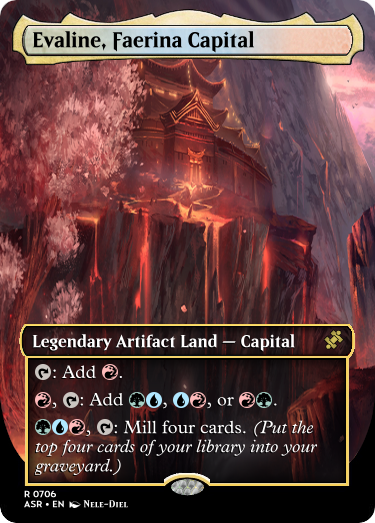 Evaline, Faerina Capital
Legendary Artifact Land — Capital
: Add .
, : Add , , or .
, : Mill four cards. (Put the
top four cards of your library into your
graveyard.)
R 0706
ASR • EN Nele-Diel